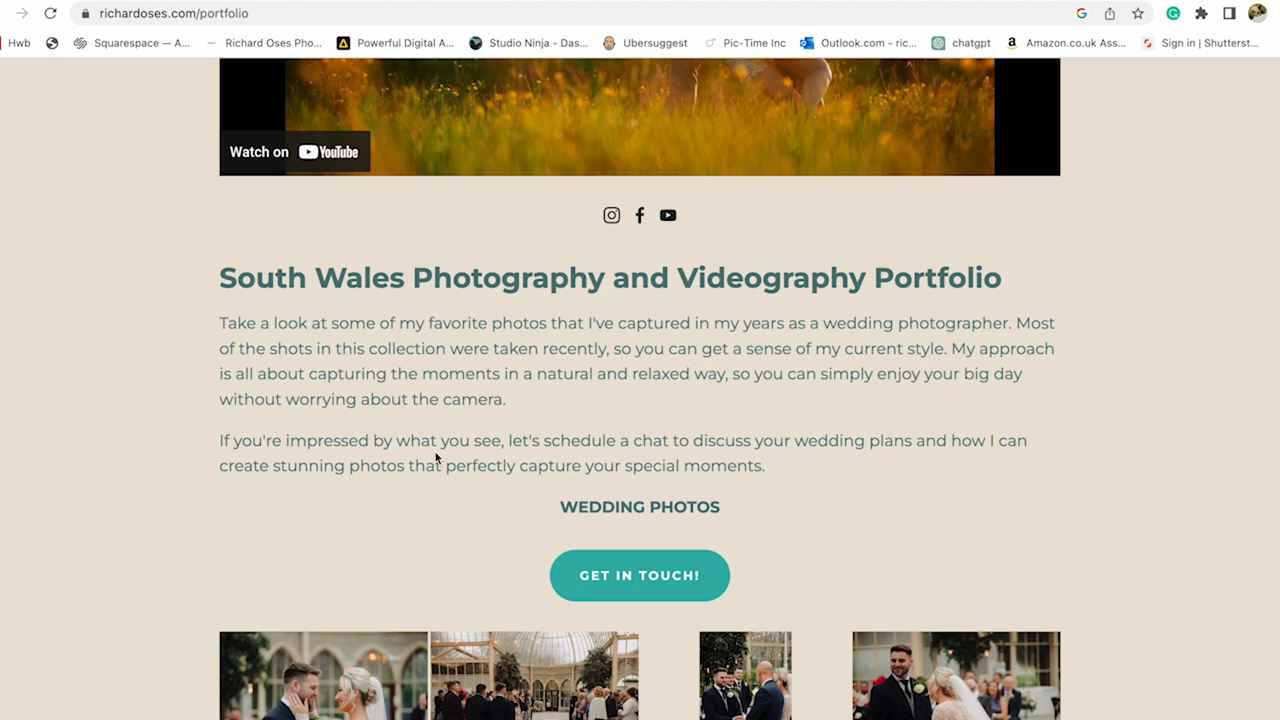 richardoses.com/portfolio
Hwb Squarespace — A... Richard Oses Pho... Powerful Digital A... Studio Ninja - Das... Ubersuggest Pic-Time Inc Outlook.com - ric... chatgpt Amazon.co.uk Ass... Sign in | Shutterst...
Watch on YouTube
South Wales Photography and Videography Portfolio
Take a look at some of my favorite photos that I've captured in my years as a wedding photographer. Most
of the shots in this collection were taken recently, so you can get a sense of my current style. My approach
is all about capturing the moments in a natural and relaxed way, so you can simply enjoy your big day
without worrying about the camera.
If you're impressed by what you see, let's schedule a chat to discuss your wedding plans and how I can
create stunning photos that perfectly capture your special moments.
WEDDING PHOTOS
GET IN TOUCH!